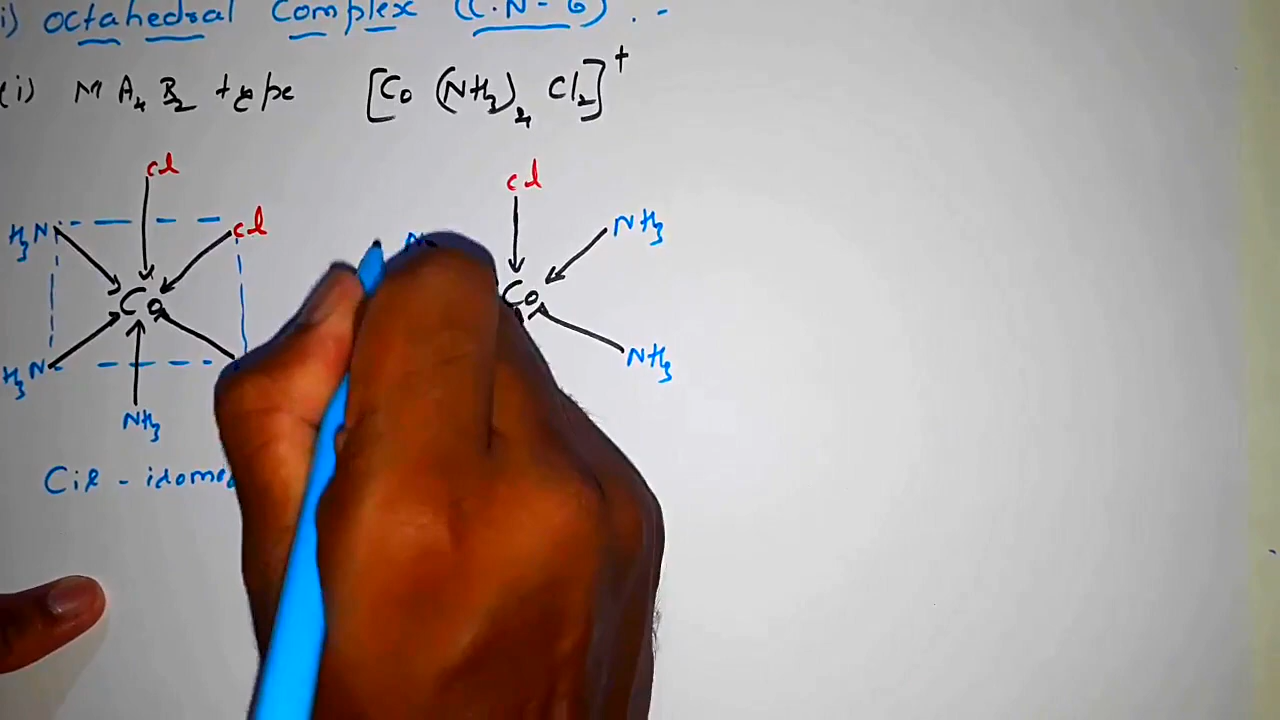 i) octahedral Complex (C.N-6) .-
(i) MA4B2 type [Co(NH3)4Cl2]+
Cl
Cl
H3N
Cl
NH3
H3N
N
Co
Co
H3N
NH3
NH3
Cis - isome